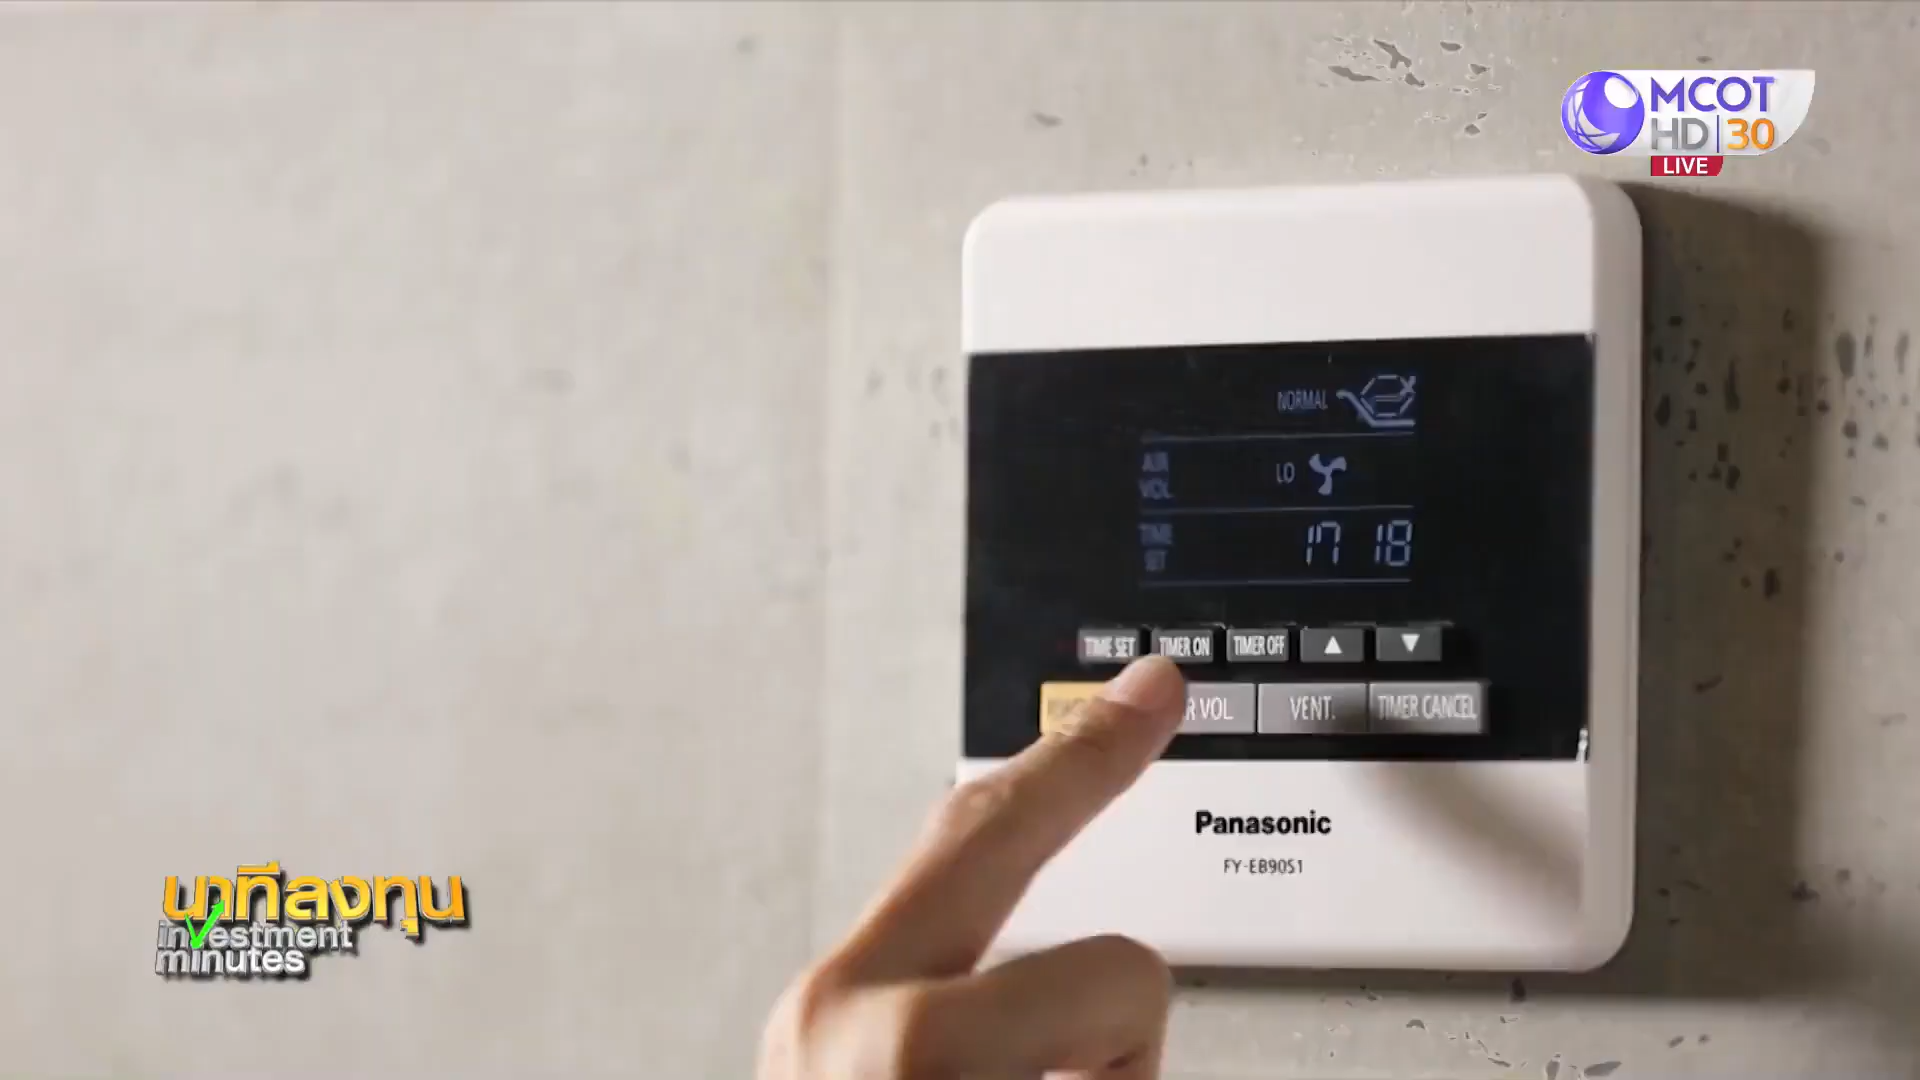 MCOT
HD 30
LIVE
NORMAL
AIR
VOL
LO
TIME
SET
17 18
TIME SET
TIMER ON
TIMER OFF
▲
▼
VOL
VENT.
TIMER CANCEL
Panasonic
FY-EB90S1
นาทีลงทุน
investment
minutes